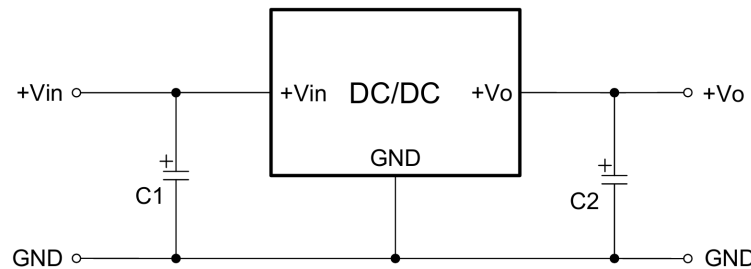 +Vin +Vin DC/DC +Vo +Vo
GND
+ +
C1 C2
GND GND